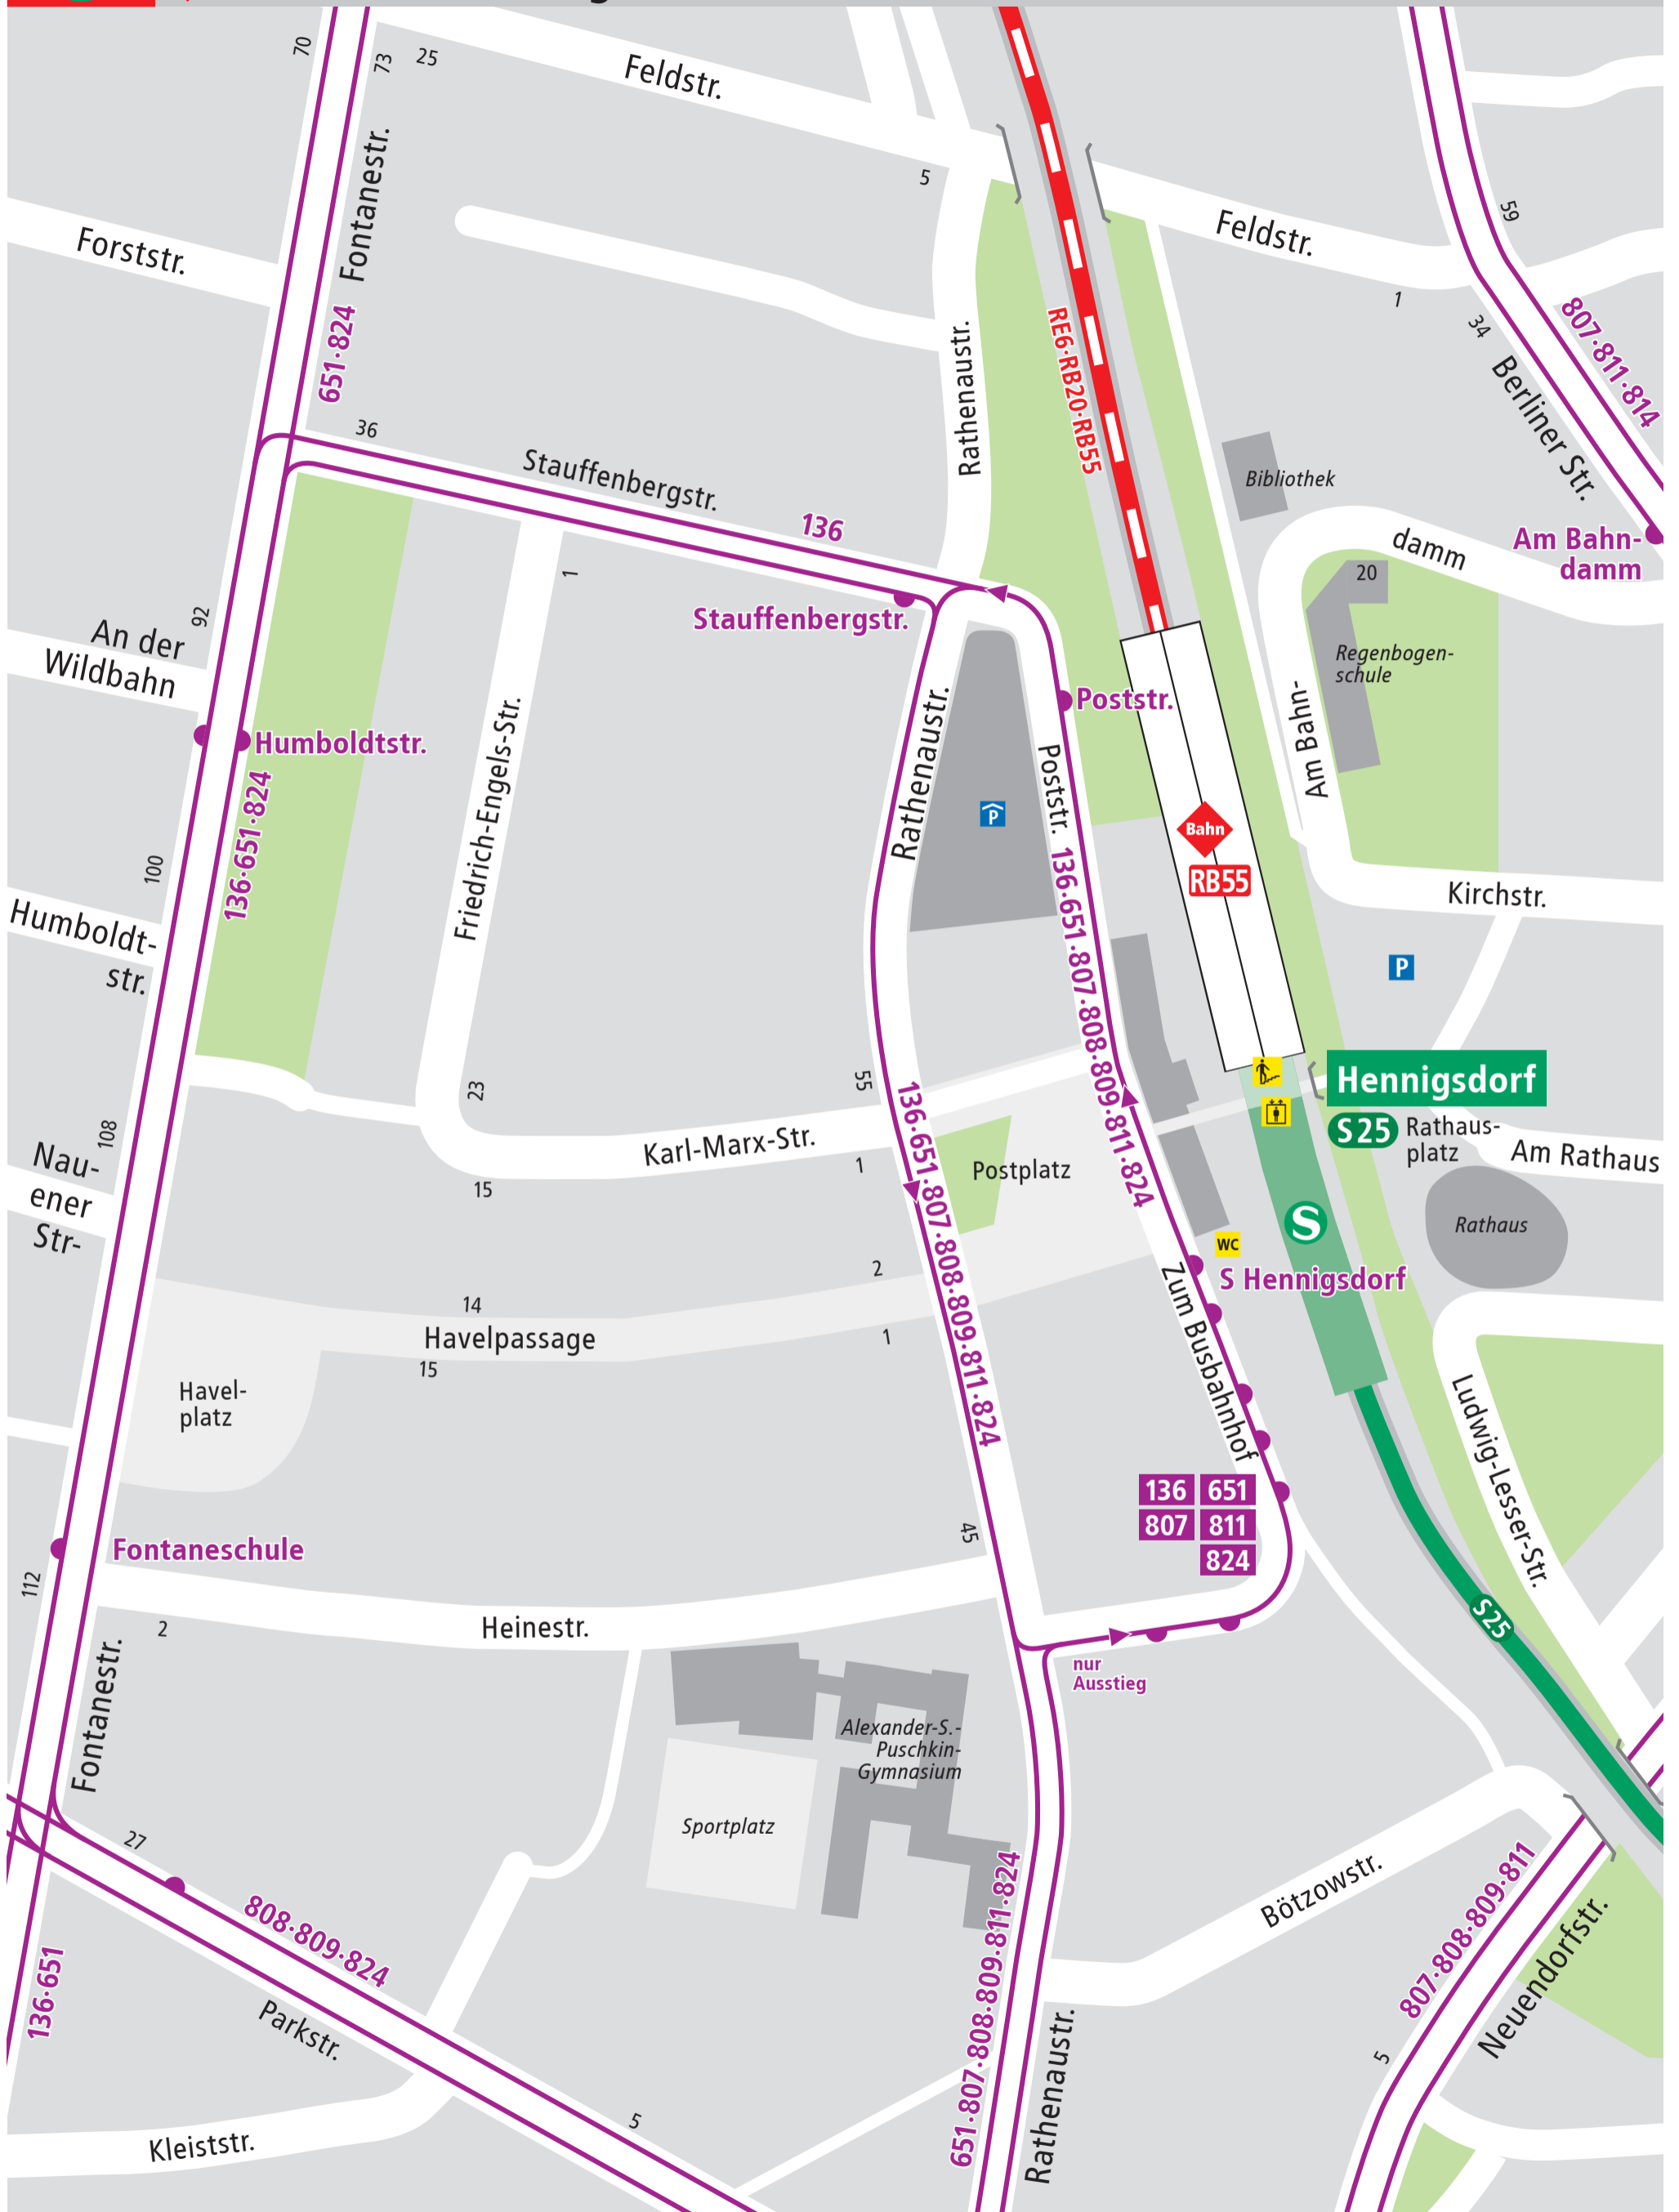 70
73
25
Feldstr.
Fontanestr.
5
59
Forststr.
Feldstr.
1
34
807·811·814
651·824
Rathenaustr.
RE6·RB20·RB55
Berliner Str.
36
Stauffenbergstr.
136
Bibliothek
damm
Am Bahn-
damm
20
1
92
Stauffenbergstr.
An der
Wildbahn
Regenbogen-
schule
Poststr.
Am Bahn-
Humboldtstr.
Friedrich-Engels-Str.
Rathenaustr.
Poststr.
P
Bahn
RB55
136·651·824
100
Kirchstr.
Humboldt-
str.
136·651·807·808·809·811·824
P
55
23
108
Hennigsdorf
S25
Rathaus-
platz
Am Rathaus
Karl-Marx-Str.
1
15
Postplatz
Nau-
ener
Str-
136·651·807·808·809·811·824
S
Rathaus
WC
S Hennigsdorf
2
14
Havelpassage
1
15
Havel-
platz
Zum Busbahnhof
Ludwig-Lesser-Str.
136 651
807 811
824
45
Fontaneschule
112
2
Heinestr.
S25
nur
Ausstieg
Fontanestr.
Alexander-S.-
Puschkin-
Gymnasium
Sportplatz
27
808·809·824
Bötzowstr.
807·808·809·811
Neuendorfstr.
136·651
Parkstr.
651·807·808·809·811·824
Rathenaustr.
5
5
Kleiststr.